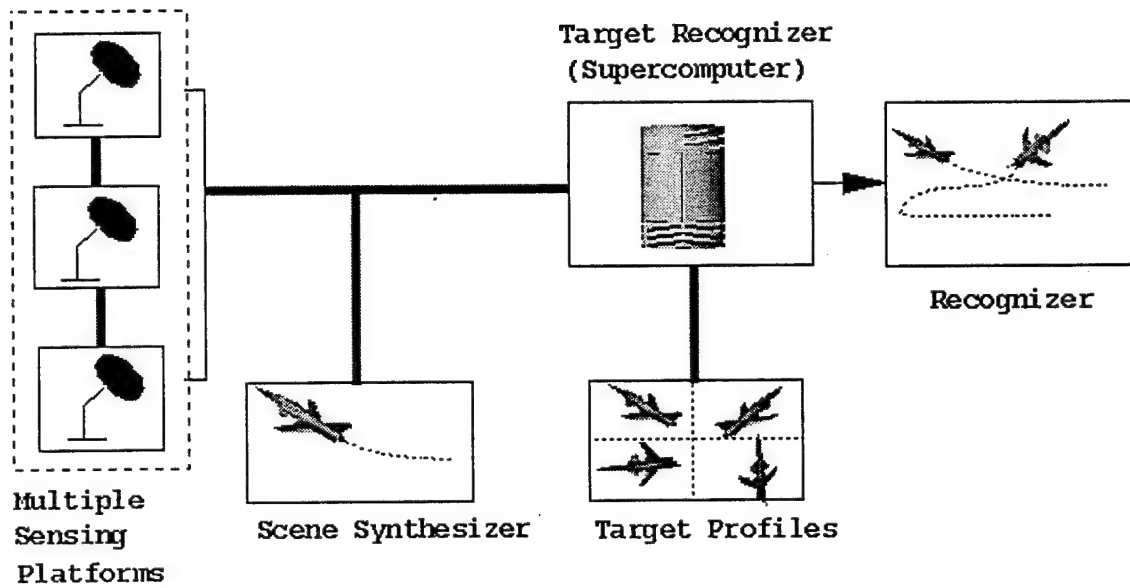 Target Recognizer
(Supercomputer)
Recognizer
Multiple
Sensing
Platforms
Scene Synthesizer
Target Profiles